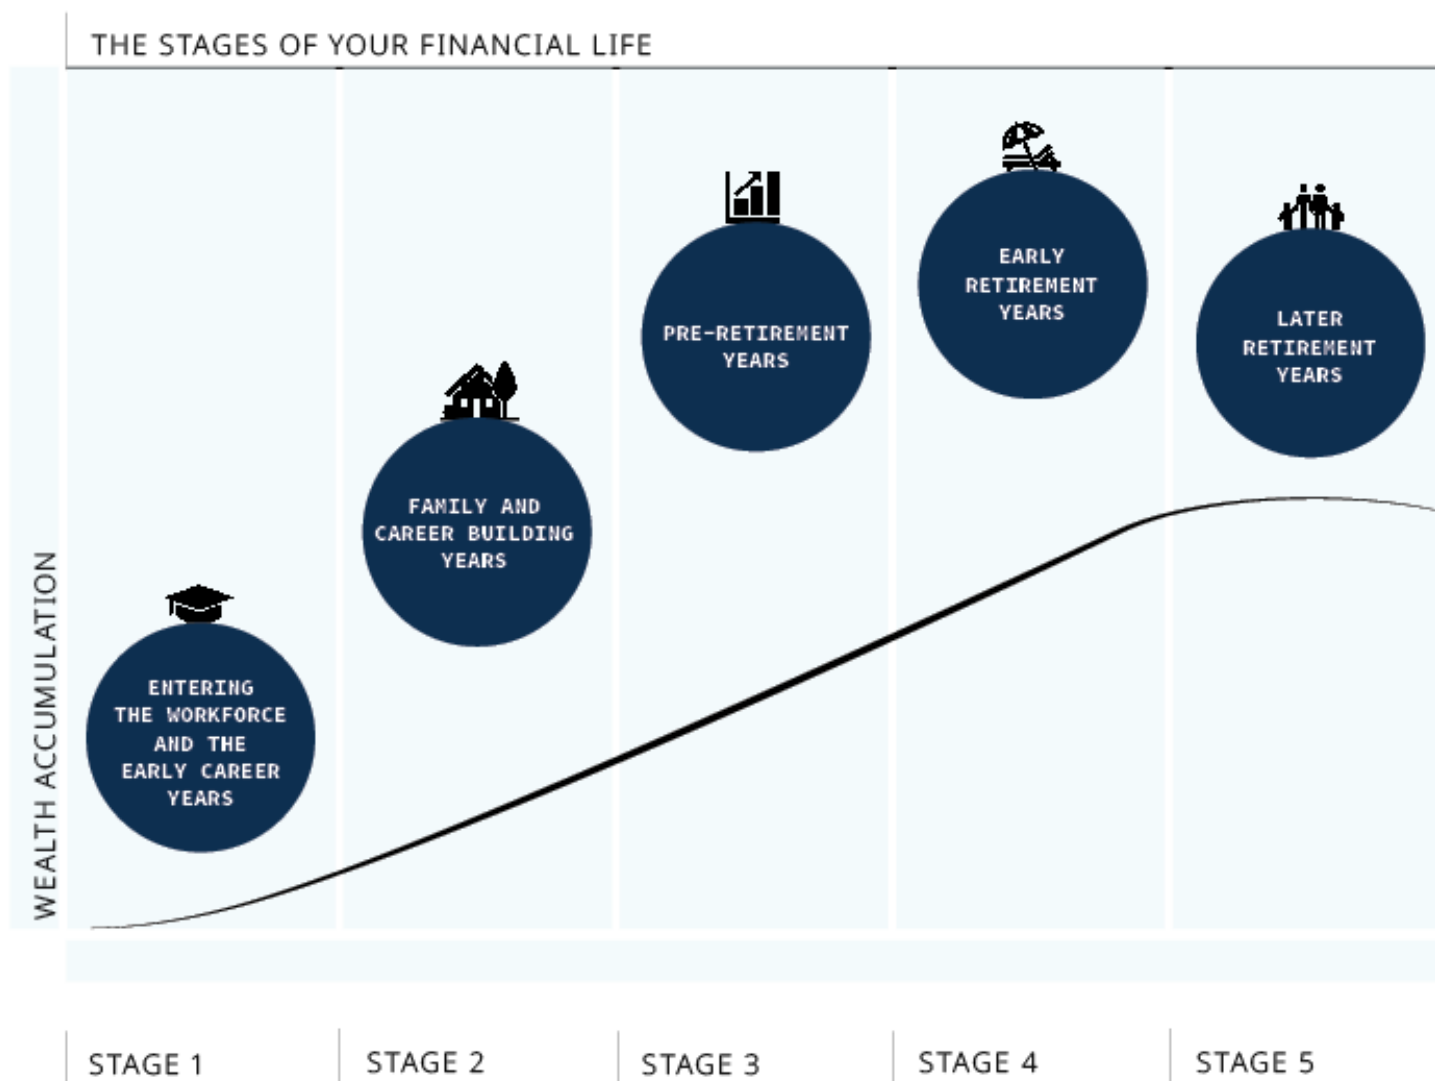 THE STAGES OF YOUR FINANCIAL LIFE
WEALTH ACCUMULATION
ENTERING
THE WORKFORCE
AND THE
EARLY CAREER
YEARS
FAMILY AND
CAREER BUILDING
YEARS
PRE-RETIREMENT
YEARS
EARLY
RETIREMENT
YEARS
LATER
RETIREMENT
YEARS
STAGE 1
STAGE 2
STAGE 3
STAGE 4
STAGE 5